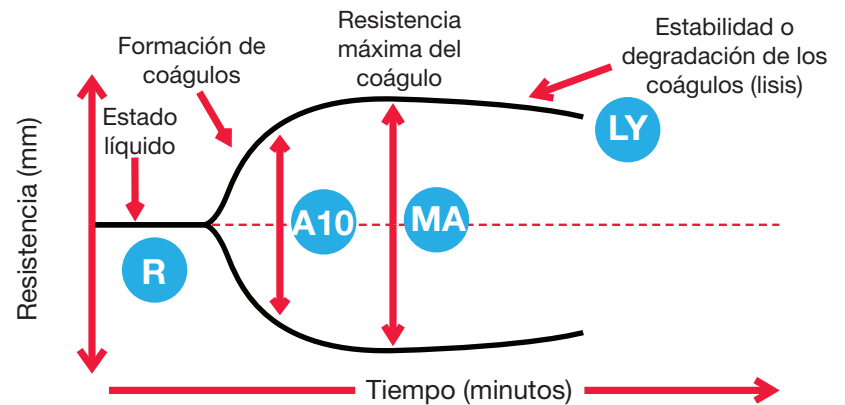 Formación de
coágulos
Resistencia
máxima del
coágulo
Estabilidad o
degradación de los
coágulos (lisis)
Estado
líquido
LY
A10
MA
R
Resistencia (mm)
Tiempo (minutos)